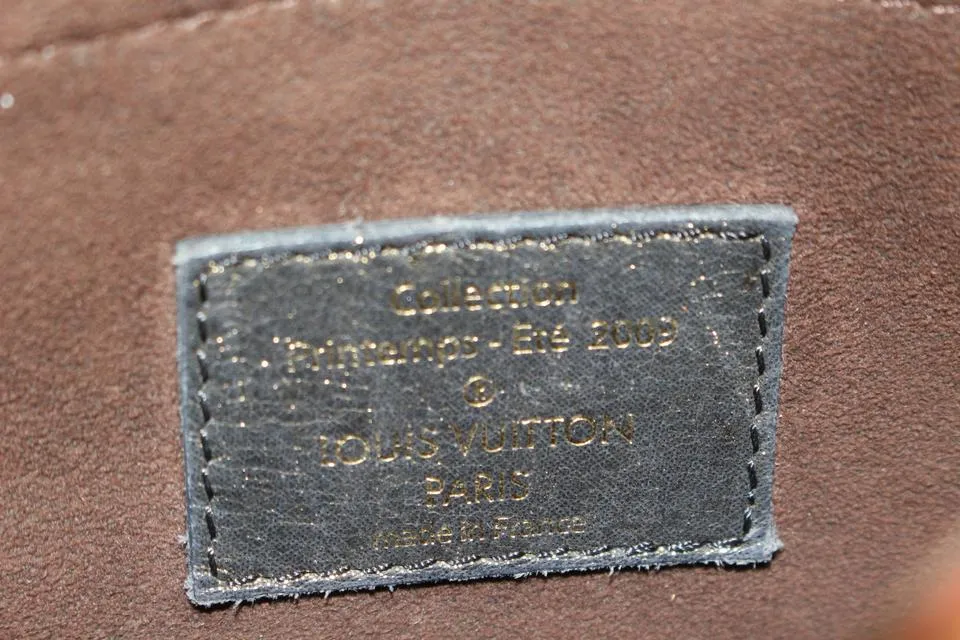 Collection
Printemps - Eté 2009
®
LOUIS VUITTON
PARIS
made in France